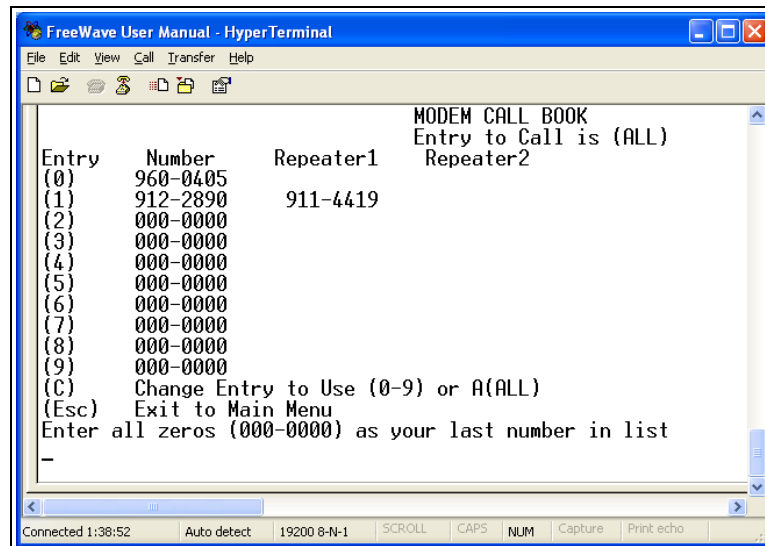 FreeWave User Manual - HyperTerminal
File Edit View Call Transfer Help
MODEM CALL BOOK
Entry to Call is (ALL)
Entry Number Repeater1 Repeater2
(0) 960-0405
(1) 912-2890 911-4419
(2) 000-0000
(3) 000-0000
(4) 000-0000
(5) 000-0000
(6) 000-0000
(7) 000-0000
(8) 000-0000
(9) 000-0000
(C) Change Entry to Use (0-9) or A(ALL)
(Esc) Exit to Main Menu
Enter all zeros (000-0000) as your last number in list
_
Connected 1:38:52 Auto detect 19200 8-N-1 SCROLL CAPS NUM Capture Print echo